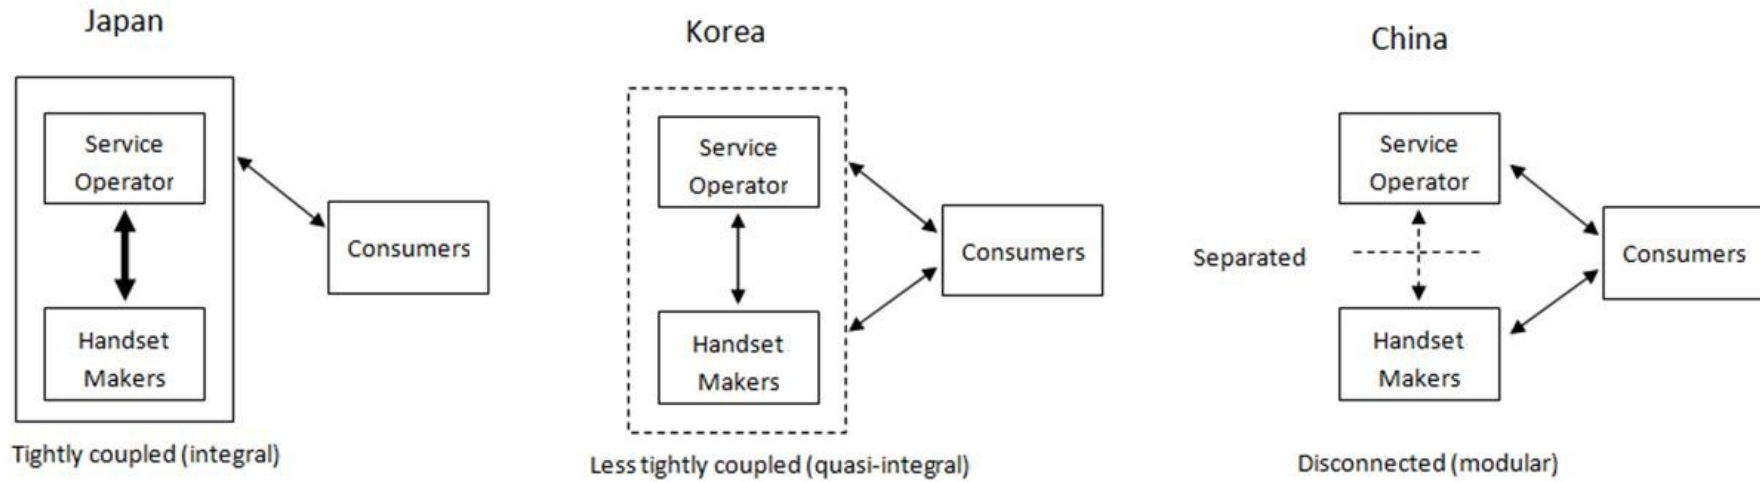 Japan
Service
Operator
Handset
Makers
Consumers
Tightly coupled (integral)
Korea
Service
Operator
Handset
Makers
Consumers
Less tightly coupled (quasi-integral)
China
Service
Operator
Separated
Handset
Makers
Consumers
Disconnected (modular)